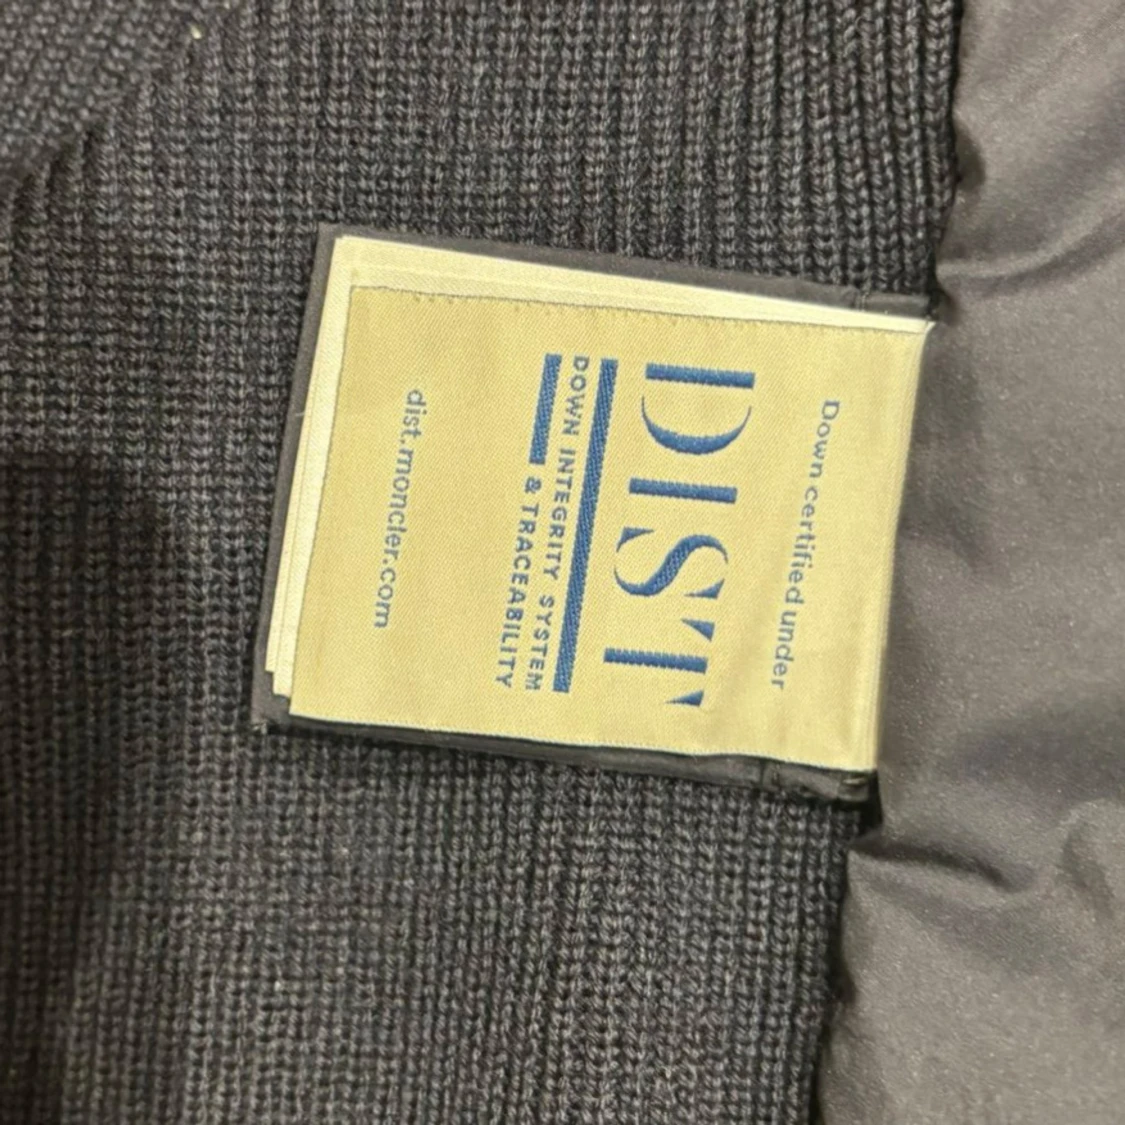 Down certified under
DIST
DOWN INTEGRITY SYSTEM
& TRACEABILITY
dist.moncler.com